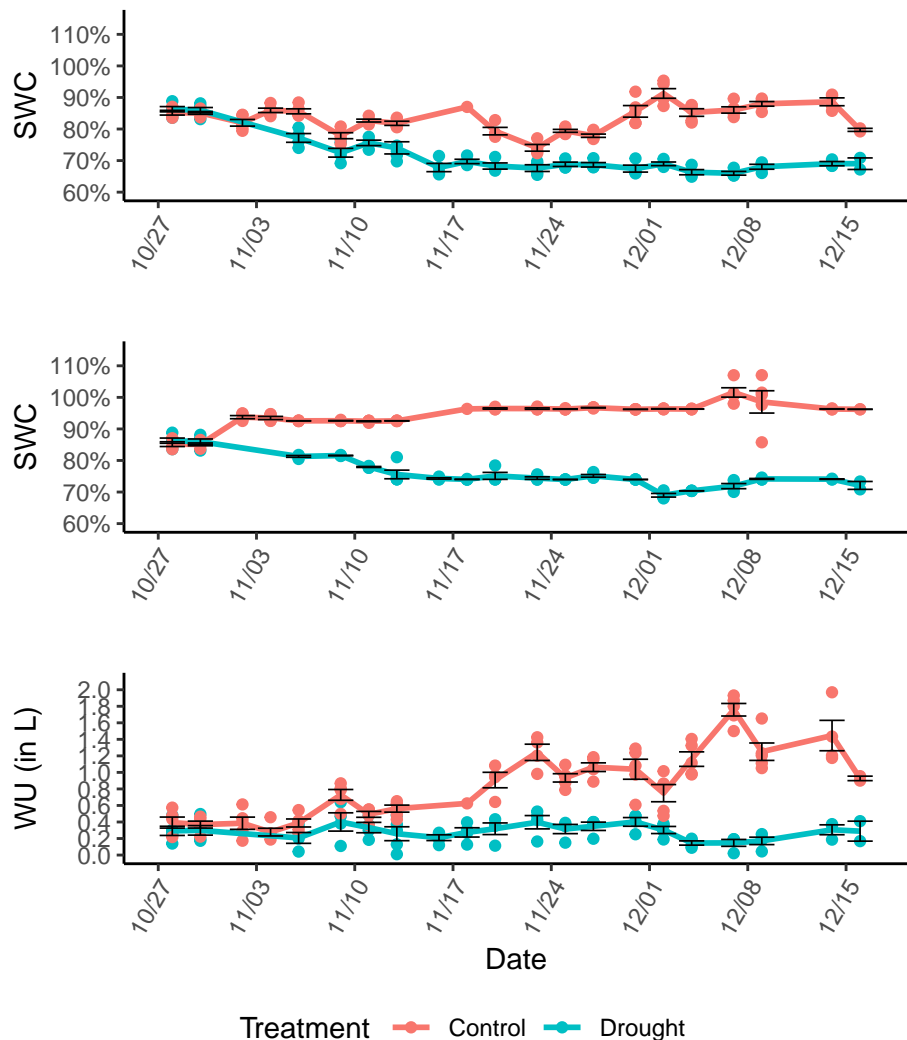 SWC
110%
100%
90%
80%
70%
60%
10/27 11/03 11/10 11/17 11/24 12/01 12/08 12/15
SWC
110%
100%
90%
80%
70%
60%
10/27 11/03 11/10 11/17 11/24 12/01 12/08 12/15
WU (in L)
2.0
1.8
1.6
1.4
1.2
1.0
0.8
0.6
0.4
0.2
0.0
10/27 11/03 11/10 11/17 11/24 12/01 12/08 12/15
Date
Treatment Control Drought